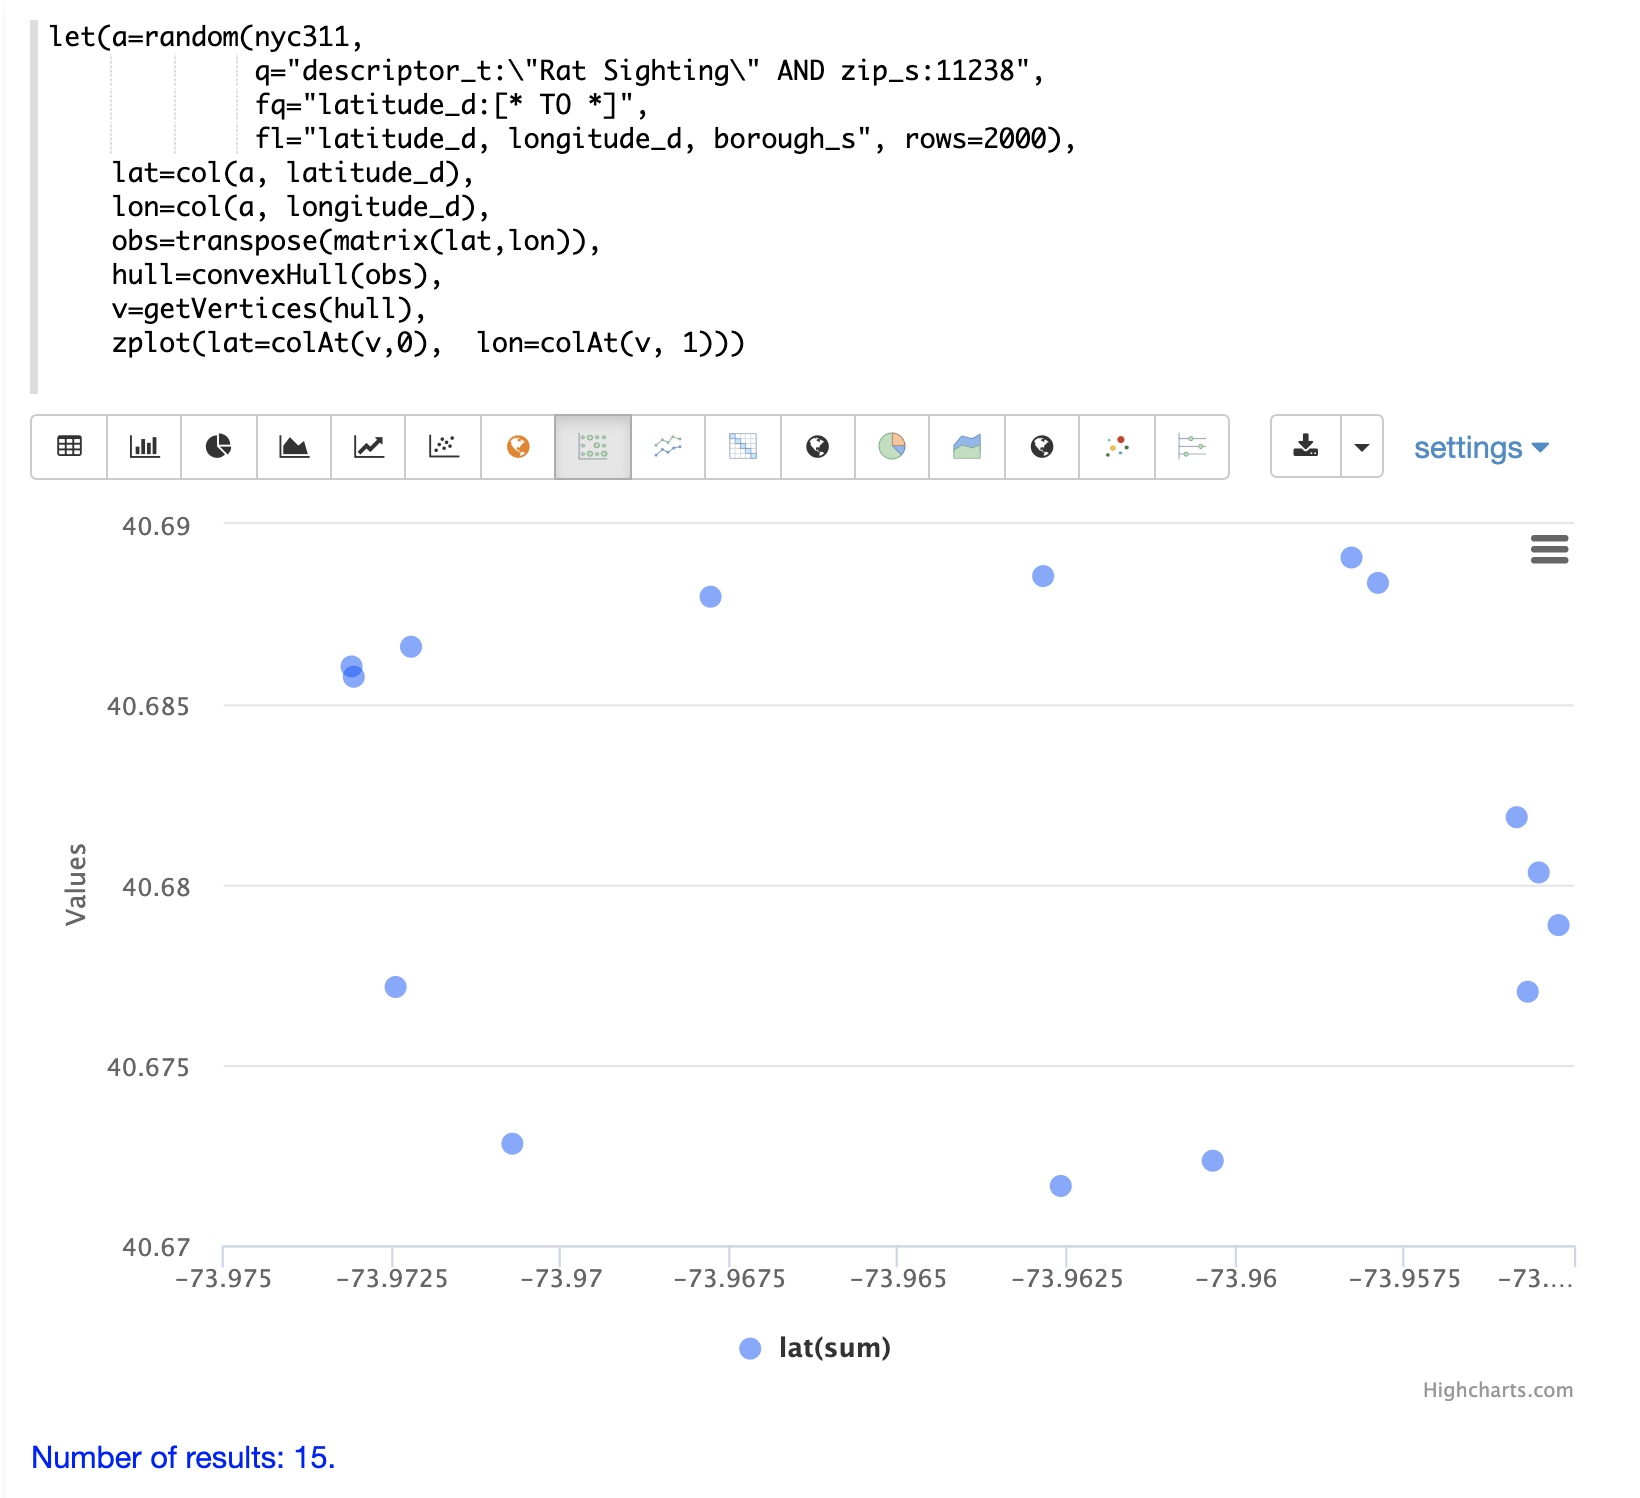 let(a=random(nyc311,
             q="descriptor_t:\"Rat Sighting\" AND zip_s:11238",
             fq="latitude_d:[* TO *]",
             fl="latitude_d, longitude_d, borough_s", rows=2000),
    lat=col(a, latitude_d),
    lon=col(a, longitude_d),
    obs=transpose(matrix(lat,lon)),
    hull=convexHull(obs),
    v=getVertices(hull),
    zplot(lat=colAt(v,0),  lon=colAt(v, 1)))
settings
40.69
40.685
40.68
40.675
40.67
Values
-73.975 -73.9725 -73.97 -73.9675 -73.965 -73.9625 -73.96 -73.9575 -73....
lat(sum)
Highcharts.com
Number of results: 15.